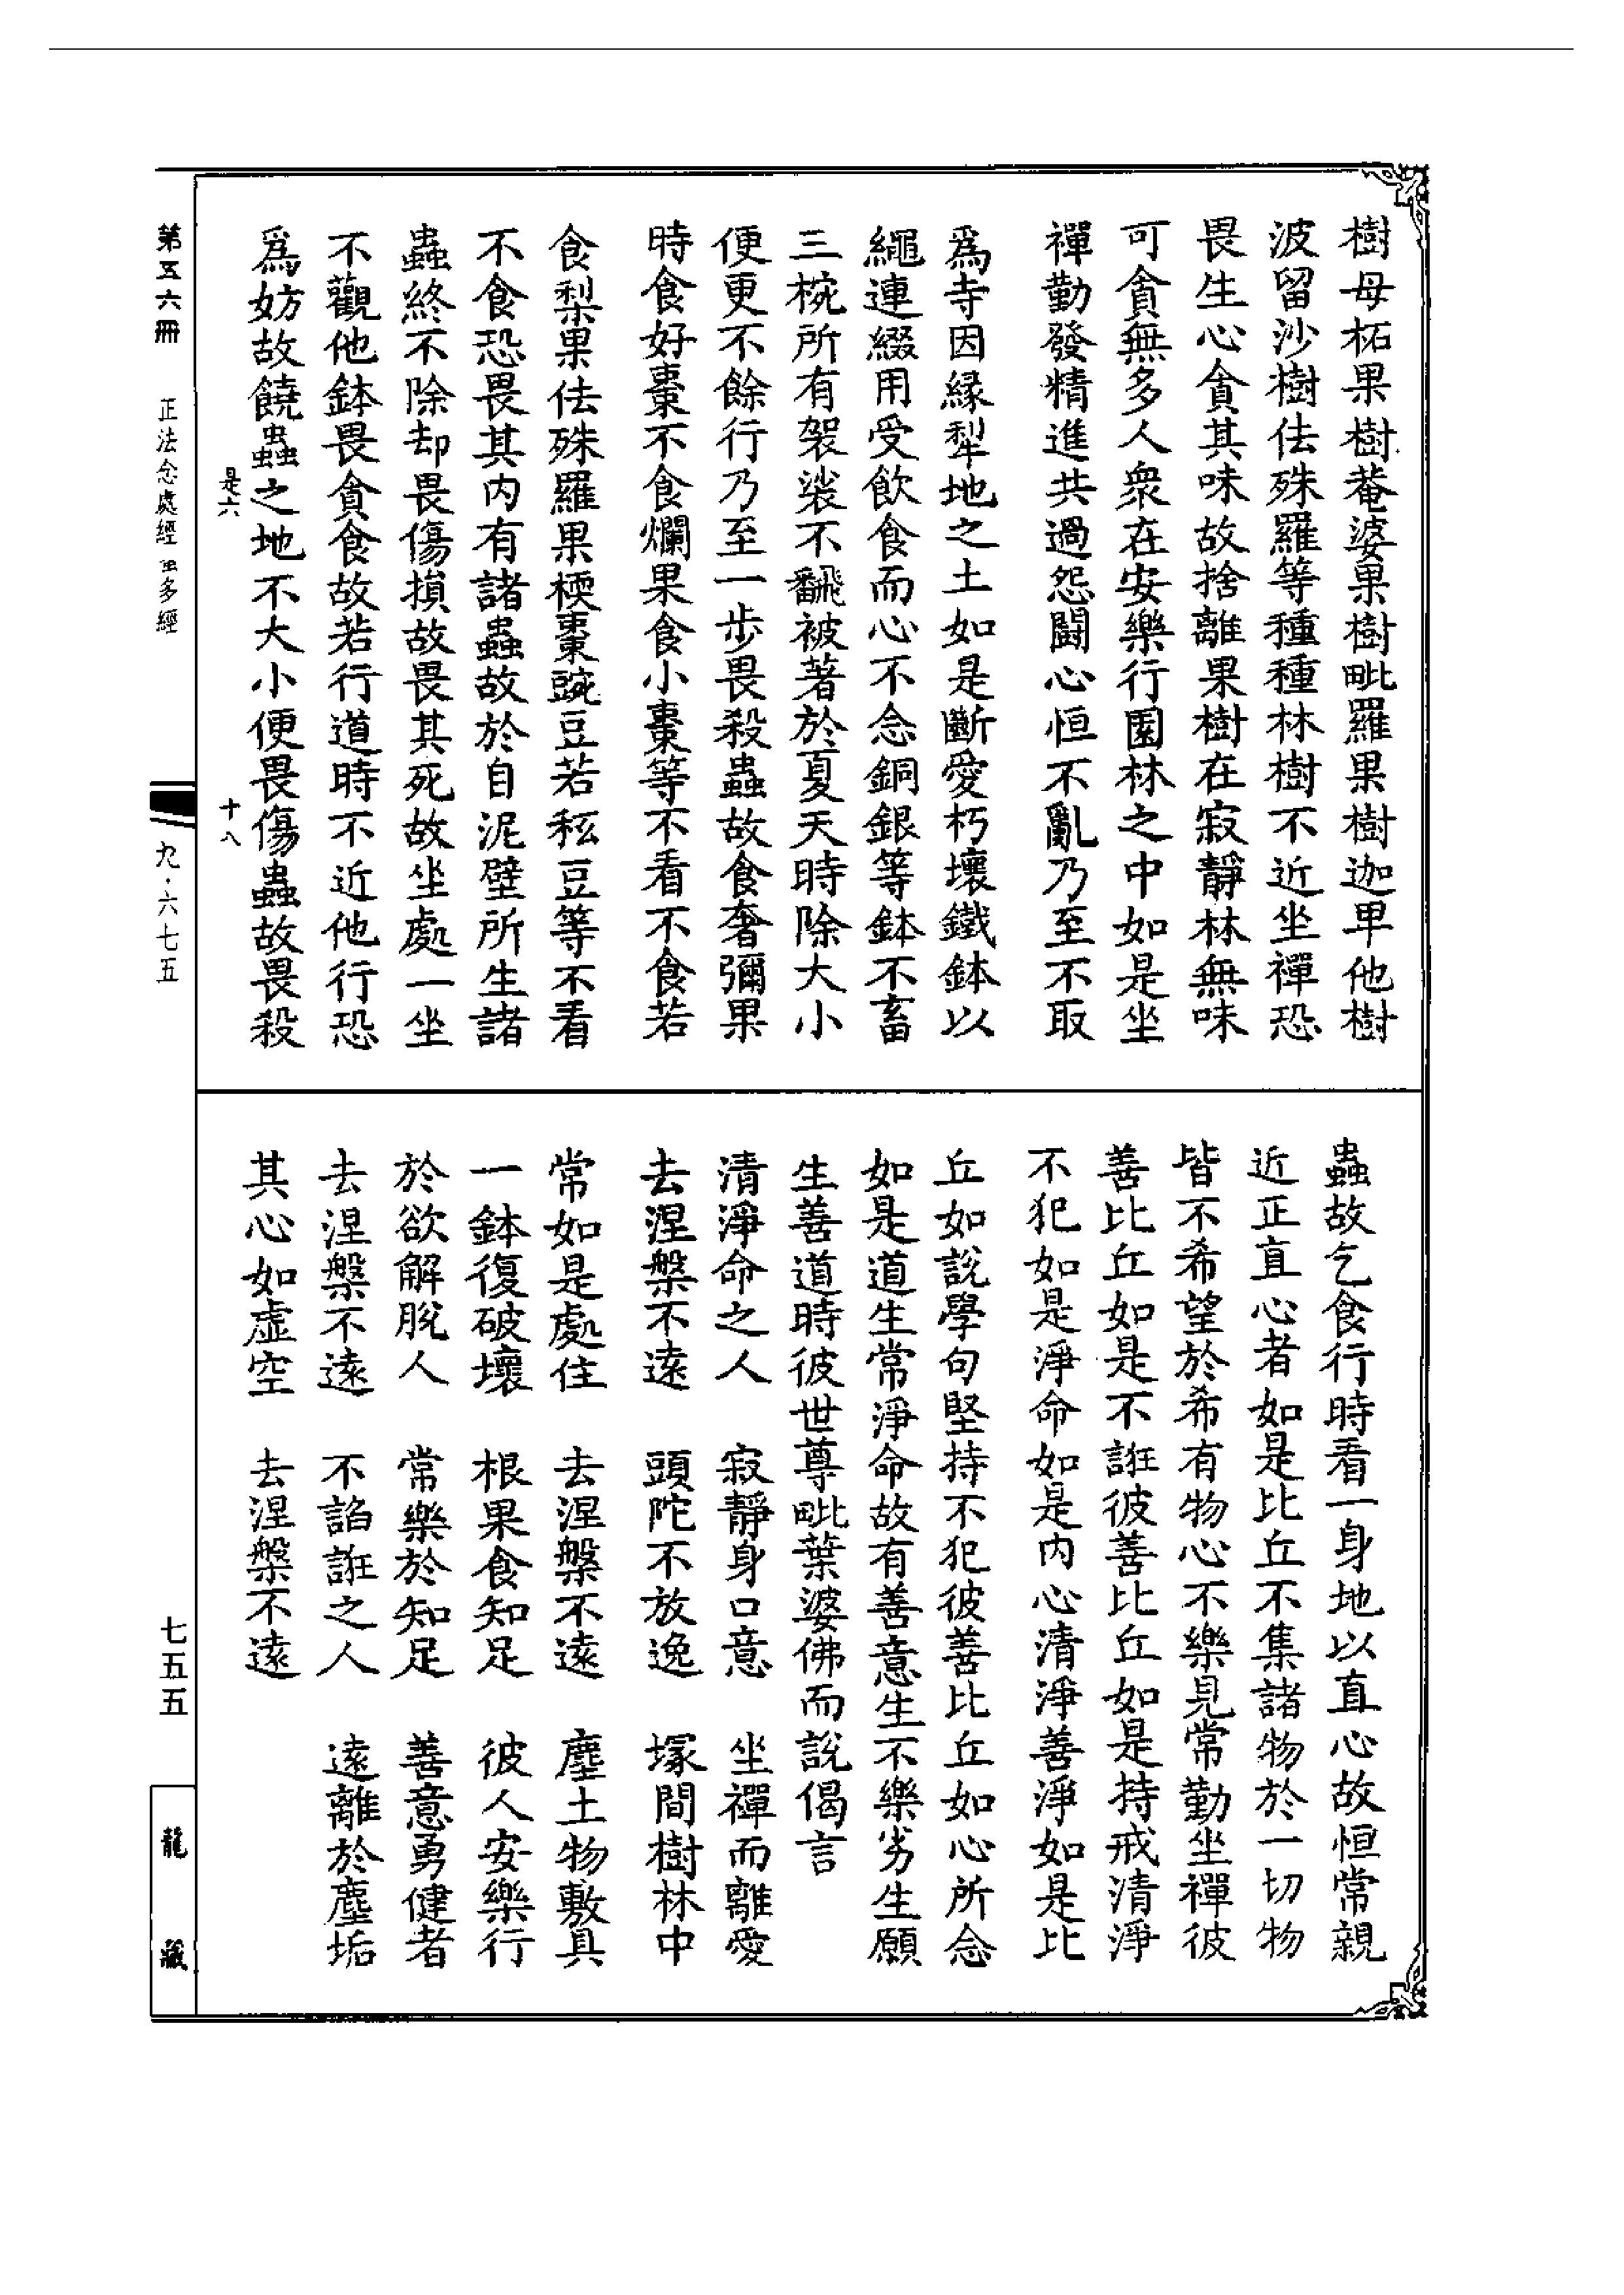 樹母柘果樹菴婆果樹毗羅果樹迦卑他樹
波留沙樹佉殊羅等種種林樹不近坐禪恐
畏生心貪其味故捨離果樹在寂靜林無味
可貪無多人衆在安樂行園林之中如是坐
禪勤發精進共過怨鬪心恒不亂乃至不取
爲寺因緣犁地之土如是斷愛朽壞鐵鉢以
繩連綴用受飲食而心不念銅銀等鉢不畜
三椀所有袈裟不飜被著於夏天時除大小
便更不餘行乃至一步畏殺蟲故食奢彌果
時食好棗不食爛果食小棗等不看不食若
食梨果佉殊羅果梗棗豌豆若秐豆等不看
不食恐畏其內有諸蟲故於自泥壁所生諸
蟲終不除却畏傷損故畏其死故坐處一坐
不觀他鉢畏貪食故若行道時不近他行恐
爲妨故饒蟲之地不大小便畏傷蟲故畏殺
是六
十八
蟲故乞食行時看一身地以直心故恒常親
近正直心者如是比丘不集諸物於一切物
皆不希望於希有物心不樂見常勤坐禪彼
善比丘如是不誑彼善比丘如是持戒清淨
不犯如是淨命如是內心清淨善淨如是比
丘如說學句堅持不犯彼善比丘如心所念
如是道生常淨命故有善意生不樂劣生願
生善道時彼世尊毗葉婆佛而說偈言
清淨命之人　寂靜身口意　坐禪而離愛
去涅槃不遠　頭陀不放逸　塚間樹林中
常如是處住　去涅槃不遠　塵土物敷具
一鉢復破壞　根果食知足　彼人安樂行
於欲解脫人　常樂於知足　善意勇健者
去涅槃不遠　不諂誑之人　遠離於塵垢
其心如虛空　去涅槃不遠
第五六冊　正法念處經
多經
九·六七五
七五五
龍藏